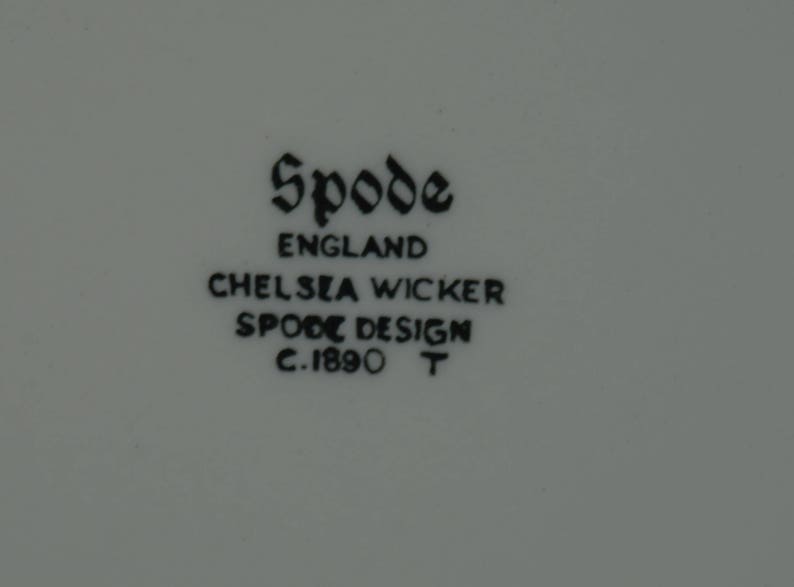 Spode
ENGLAND
CHELSEA WICKER
SPODE DESIGN
C.1890 T